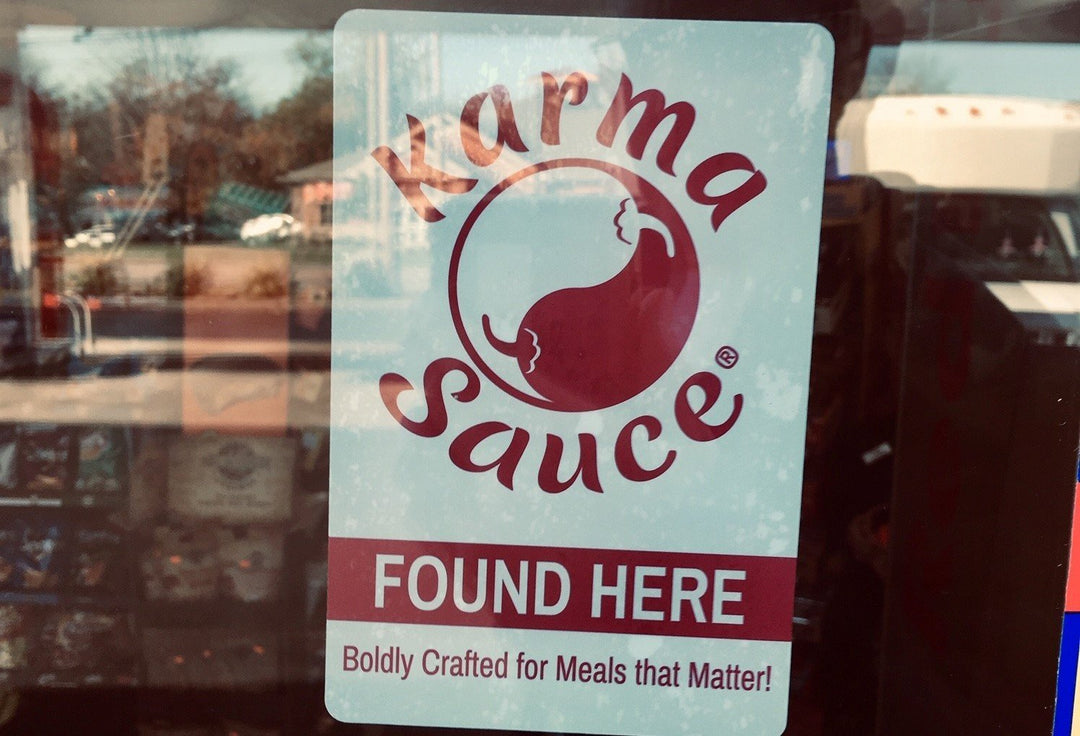 Karma
Sauce®
FOUND HERE
Boldly Crafted for Meals that Matter!